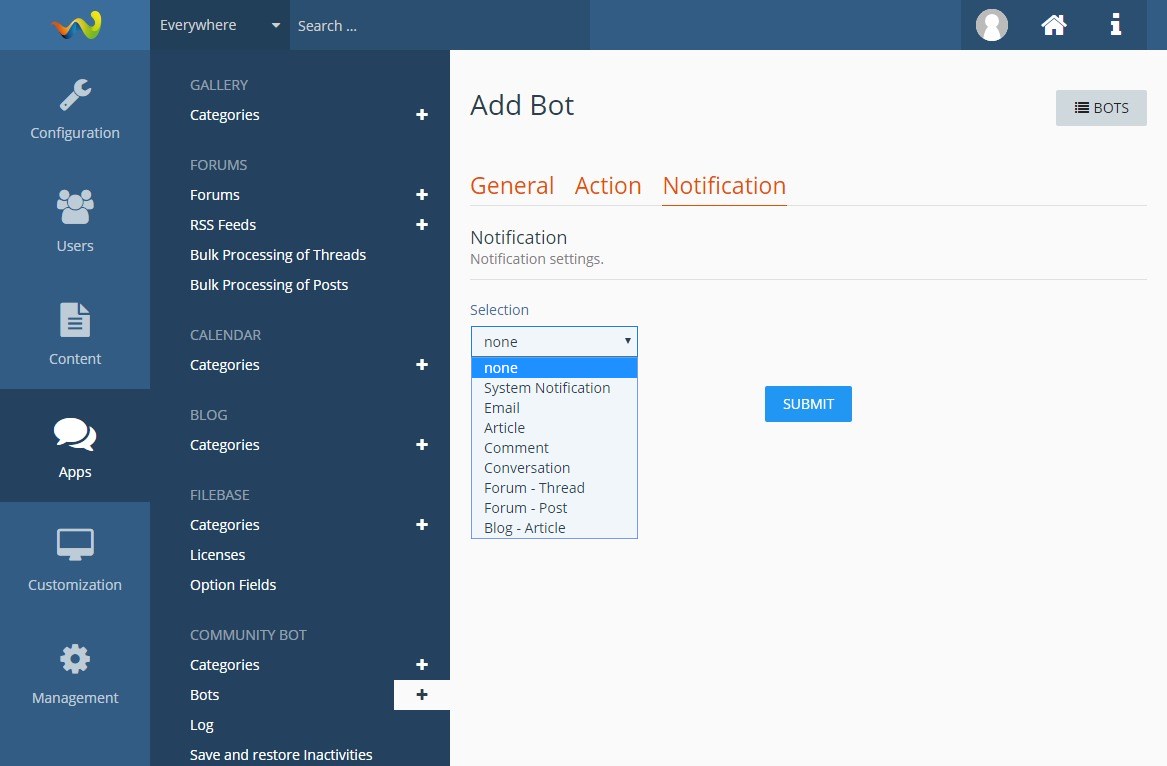 Everywhere
Search ...
Configuration
Users
Content
Apps
Customization
Management
GALLERY
Categories
FORUMS
Forums
RSS Feeds
Bulk Processing of Threads
Bulk Processing of Posts
CALENDAR
Categories
BLOG
Categories
FILEBASE
Categories
Licenses
Option Fields
COMMUNITY BOT
Categories
Bots
Log
Save and restore Inactivities
Add Bot
BOTS
General Action Notification
Notification
Notification settings.
Selection
none
none
System Notification
Email
Article
Comment
Conversation
Forum - Thread
Forum - Post
Blog - Article
SUBMIT